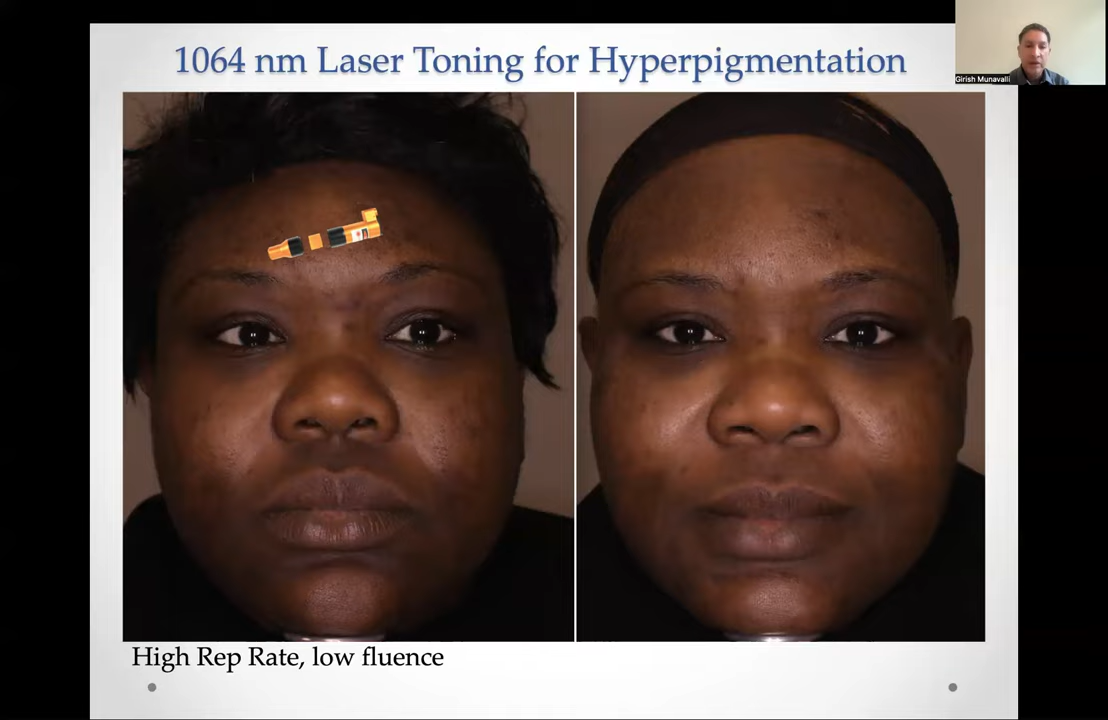 1064 nm Laser Toning for Hyperpigmentation
Girish Munavalli
High Rep Rate, low fluence